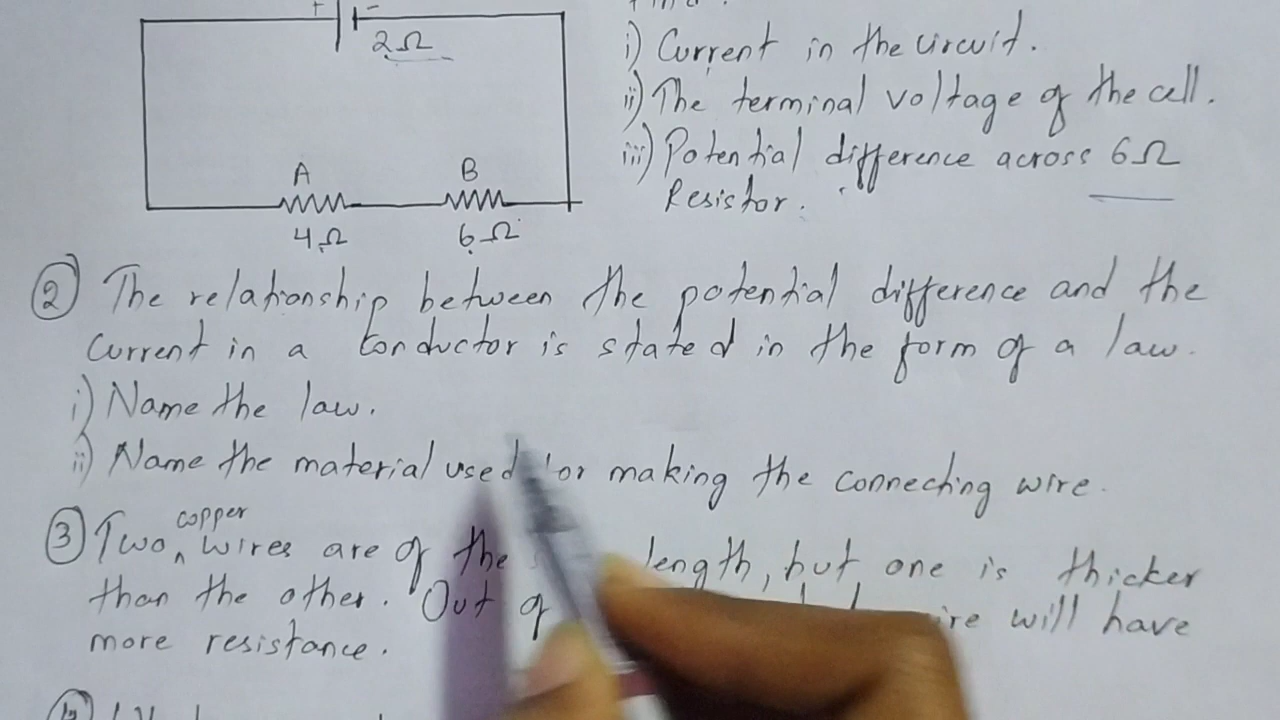 + -
2Ω
A B
4Ω 6Ω
i) Current in the circuit.
ii) The terminal voltage of the cell.
iii) Potential difference across 6Ω
Resistor.
② The relationship between the potential difference and the
current in a conductor is stated in the form of a law.
i) Name the law.
ii) Name the material used for making the connecting wire.
③ Two copper wires are of the length, but one is thicker
than the other. Out of will have
more resistance.